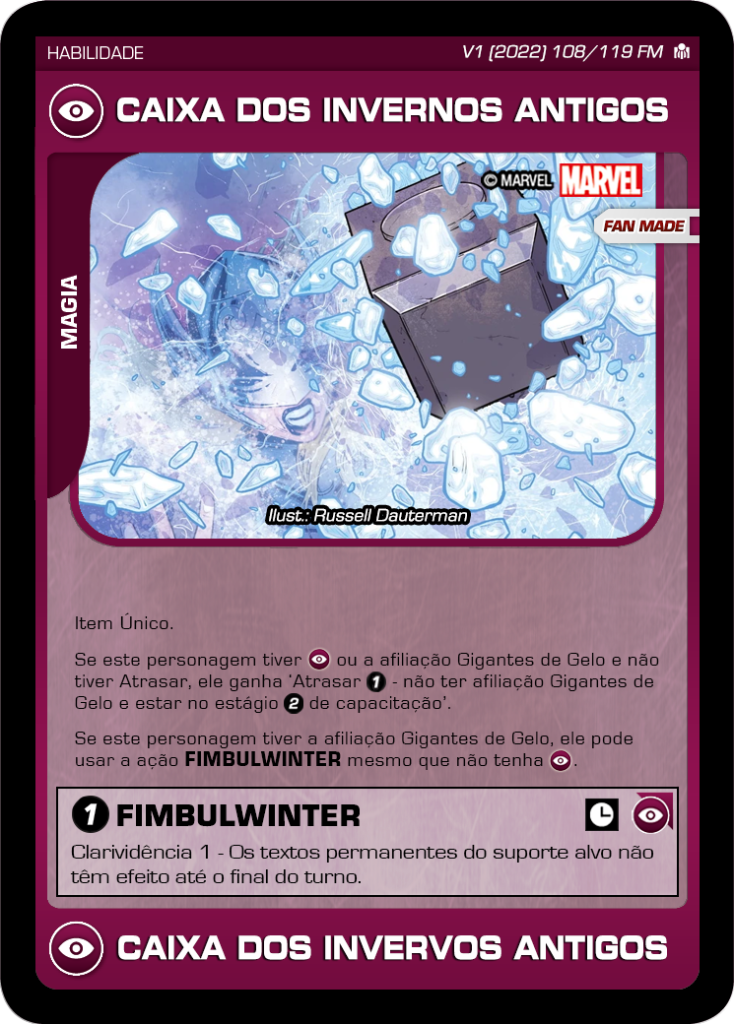 HABILIDADE
V1 (2022) 108/119 FM
CAIXA DOS INVERNOS ANTIGOS
© MARVEL MARVEL
FAN MADE
MAGIA
Ilust.: Russell Dauterman
Item Único.
Se este personagem tiver ou a afiliação Gigantes de Gelo e não
tiver Atrasar, ele ganha 'Atrasar 1 - não ter afiliação Gigantes de
Gelo e estar no estágio 2 de capacitação'.
Se este personagem tiver a afiliação Gigantes de Gelo, ele pode
usar a ação FIMBULWINTER mesmo que não tenha .
1 FIMBULWINTER
Clarividência 1 - Os textos permanentes do suporte alvo não
têm efeito até o final do turno.
CAIXA DOS INVERVOS ANTIGOS